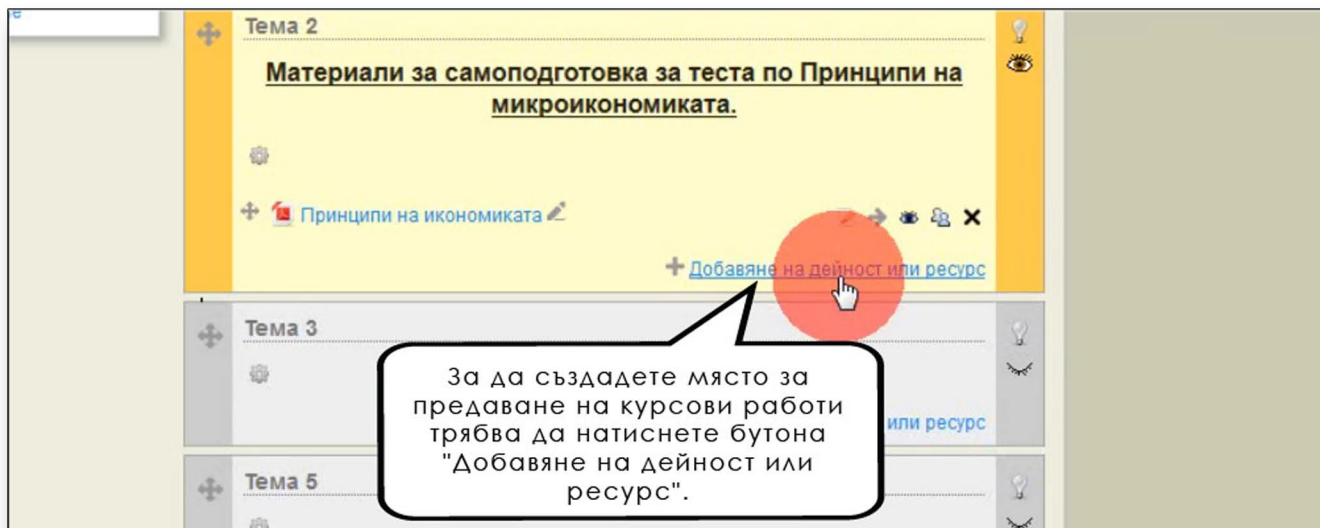 Тема 2
Материали за самоподготовка за теста по Принципи на
микроикономиката.
Принципи на икономиката
Добавяне на дейност или ресурс
Тема 3
За да създадете място за
предаване на курсови работи
трябва да натиснете бутона
"Добавяне на дейност или
ресурс".
или ресурс
Тема 5